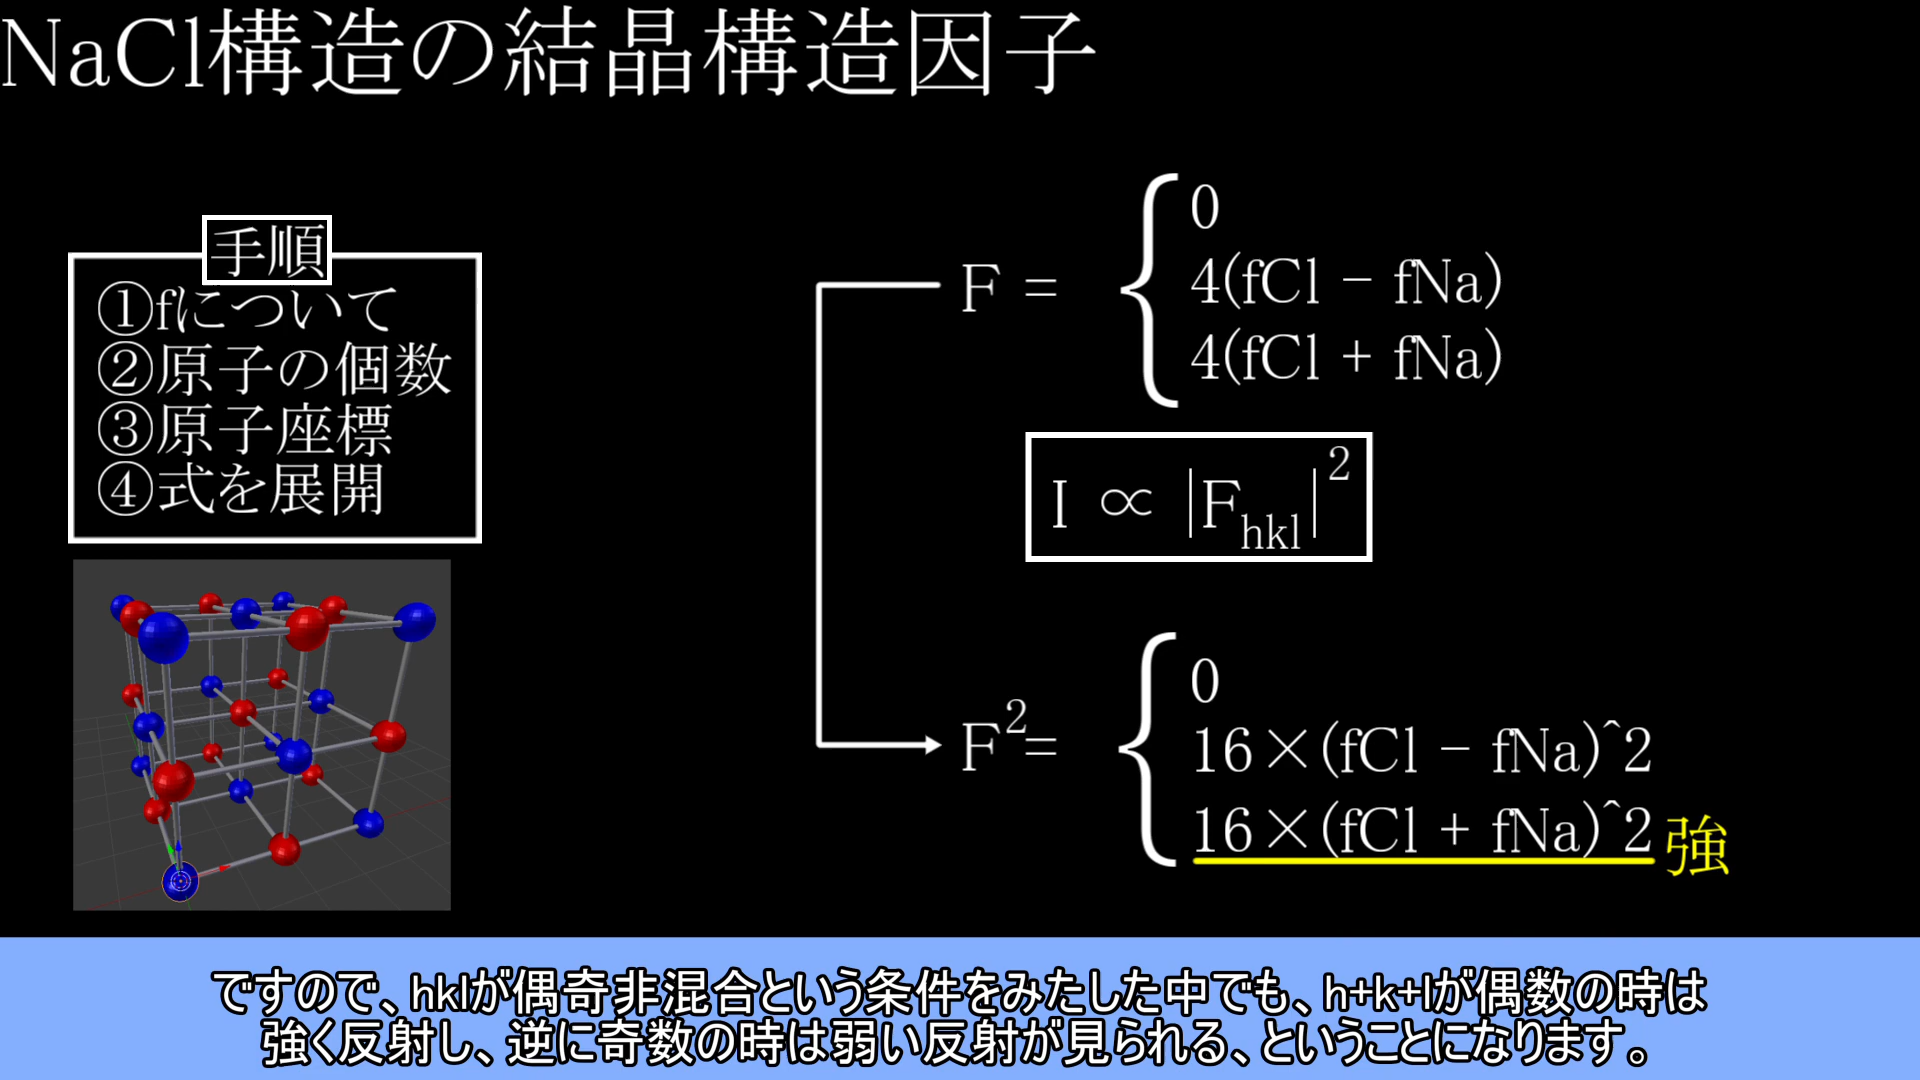 NaCl構造の結晶構造因子
手順
①fについて
②原子の個数
③原子座標
④式を展開
F = { 0
4(fCl − fNa)
4(fCl + fNa)
I ∝ |F_hkl|²
F² = { 0
16×(fCl − fNa)^2
16×(fCl + fNa)^2 強
ですので、hklが偶奇非混合という条件をみたした中でも、h+k+lが偶数の時は
強く反射し、逆に奇数の時は弱い反射が見られる、ということになります。